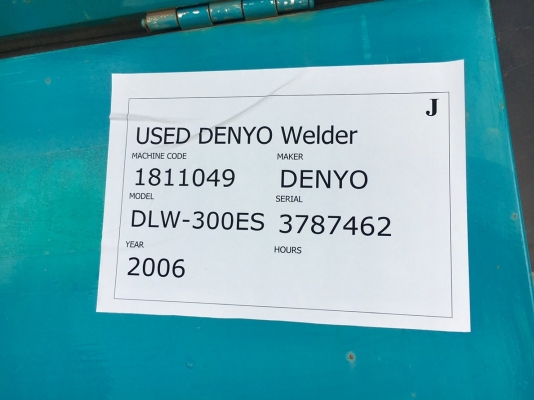 J
USED DENYO Welder
MACHINE CODE MAKER
1811049 DENYO
MODEL SERIAL
DLW-300ES 3787462
YEAR HOURS
2006